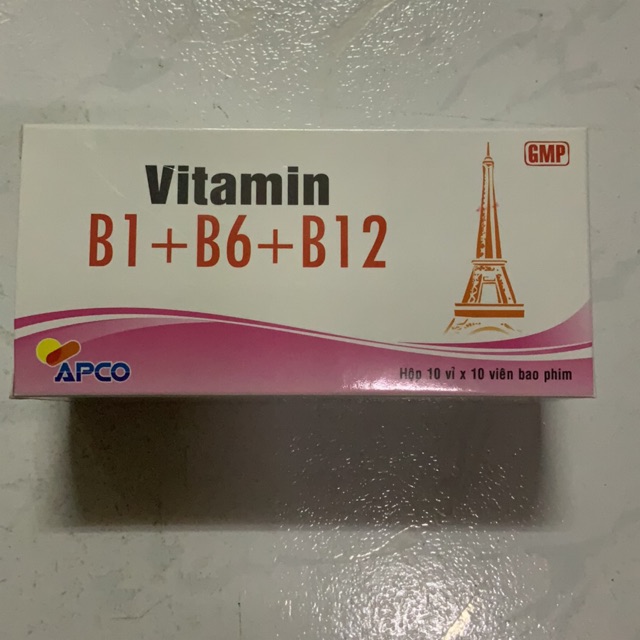 GMP
Vitamin
B1+B6+B12
APCO
Hộp 10 vỉ x 10 viên bao phim